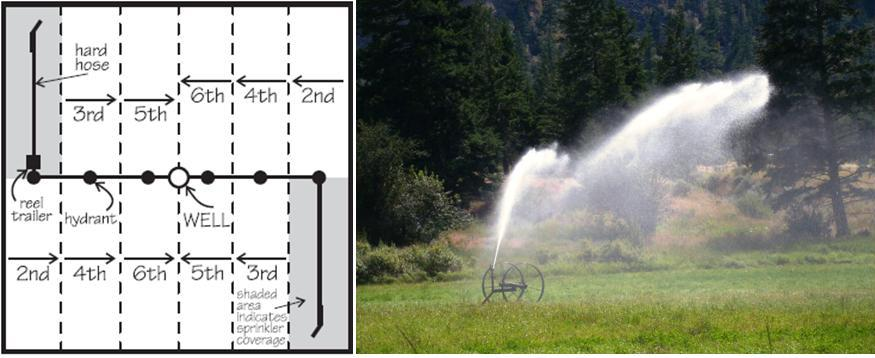 hard
hose
6th 4th 2nd
3rd 5th
reel
trailer
hydrant
WELL
2nd 4th 6th 5th 3rd
shaded
area
indicates
sprinkler
coverage